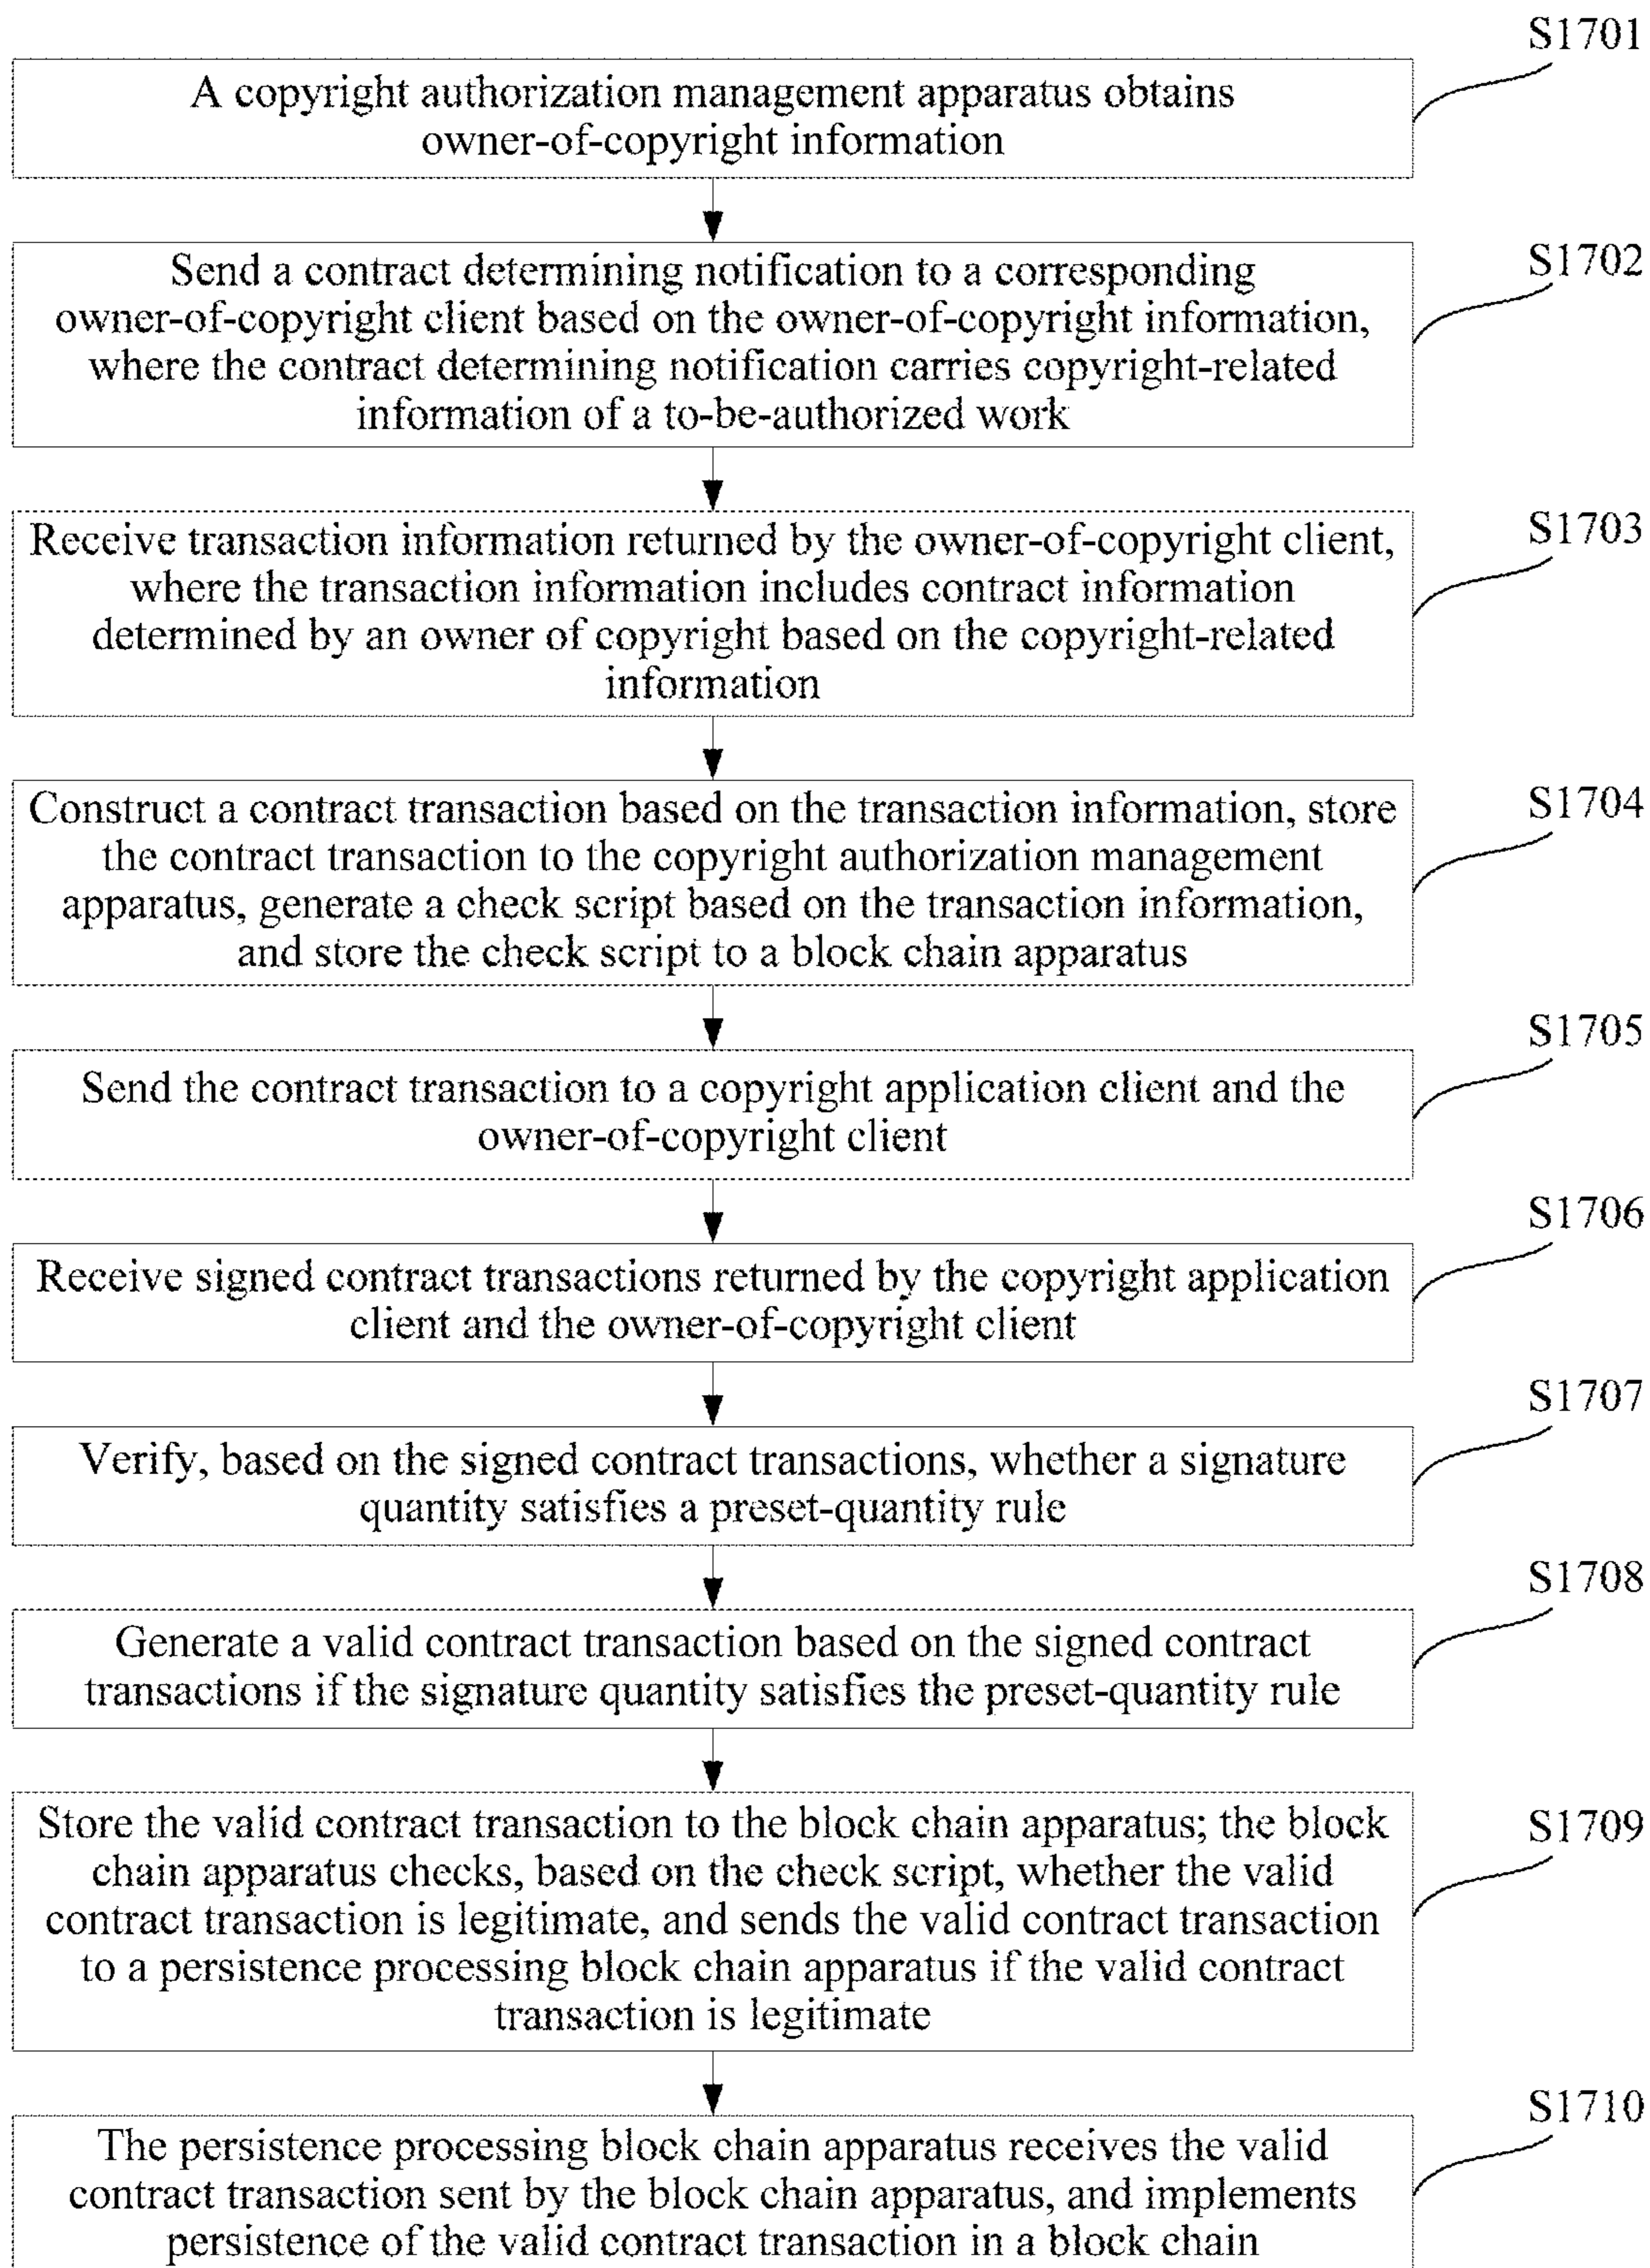 S1701
A copyright authorization management apparatus obtains
owner-of-copyright information
S1702
Send a contract determining notification to a corresponding
owner-of-copyright client based on the owner-of-copyright information,
where the contract determining notification carries copyright-related
information of a to-be-authorized work
S1703
Receive transaction information returned by the owner-of-copyright client,
where the transaction information includes contract information
determined by an owner of copyright based on the copyright-related
information
S1704
Construct a contract transaction based on the transaction information, store
the contract transaction to the copyright authorization management
apparatus, generate a check script based on the transaction information,
and store the check script to a block chain apparatus
S1705
Send the contract transaction to a copyright application client and the
owner-of-copyright client
S1706
Receive signed contract transactions returned by the copyright application
client and the owner-of-copyright client
S1707
Verify, based on the signed contract transactions, whether a signature
quantity satisfies a preset-quantity rule
S1708
Generate a valid contract transaction based on the signed contract
transactions if the signature quantity satisfies the preset-quantity rule
S1709
Store the valid contract transaction to the block chain apparatus; the block
chain apparatus checks, based on the check script, whether the valid
contract transaction is legitimate, and sends the valid contract transaction
to a persistence processing block chain apparatus if the valid contract
transaction is legitimate
S1710
The persistence processing block chain apparatus receives the valid
contract transaction sent by the block chain apparatus, and implements
persistence of the valid contract transaction in a block chain